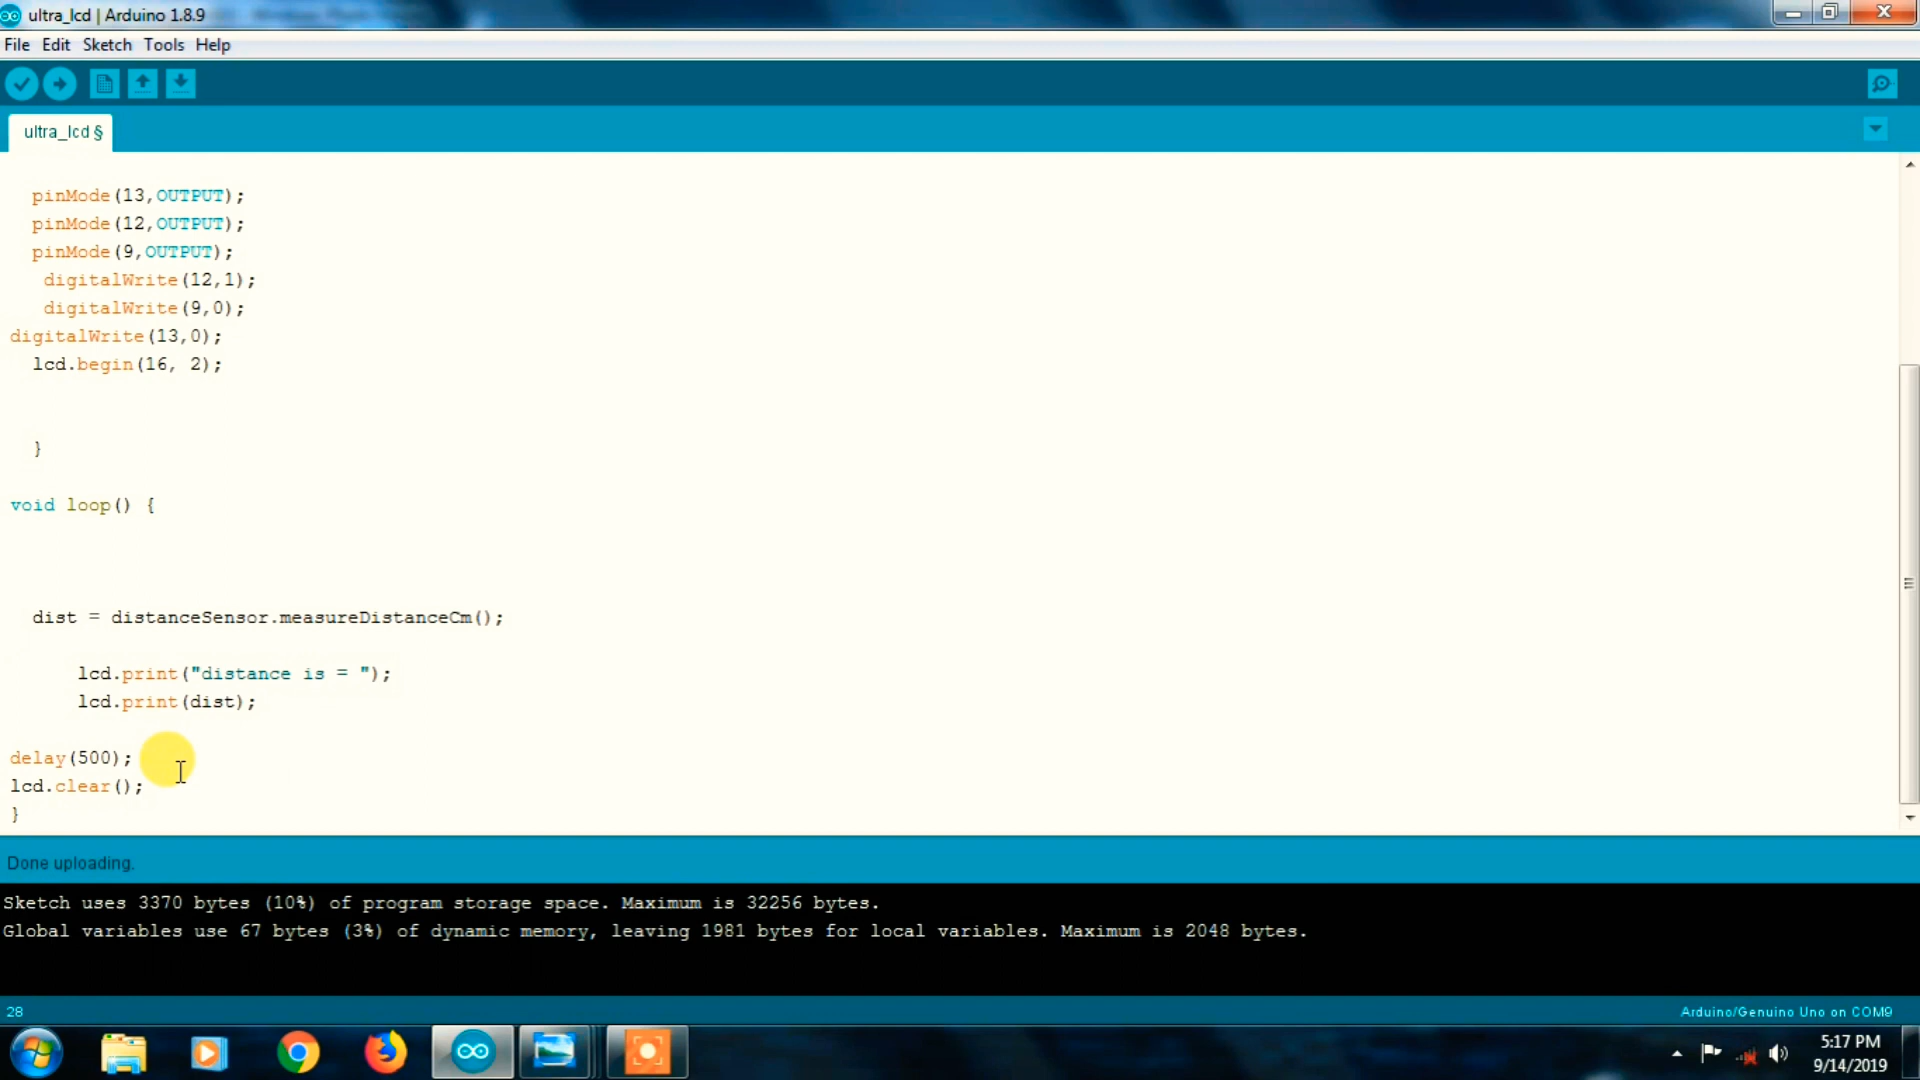 ultra_lcd | Arduino 1.8.9
File Edit Sketch Tools Help
ultra_lcd §
pinMode(13,OUTPUT);
pinMode(12,OUTPUT);
pinMode(9,OUTPUT);
digitalWrite(12,1);
digitalWrite(9,0);
digitalWrite(13,0);
lcd.begin(16, 2);
}
void loop() {
dist = distanceSensor.measureDistanceCm();
lcd.print("distance is = ");
lcd.print(dist);
delay(500);
lcd.clear();
}
Done uploading.
Sketch uses 3370 bytes (10%) of program storage space. Maximum is 32256 bytes.
Global variables use 67 bytes (3%) of dynamic memory, leaving 1981 bytes for local variables. Maximum is 2048 bytes.
28
Arduino/Genuino Uno on COM9
5:17 PM
9/14/2019